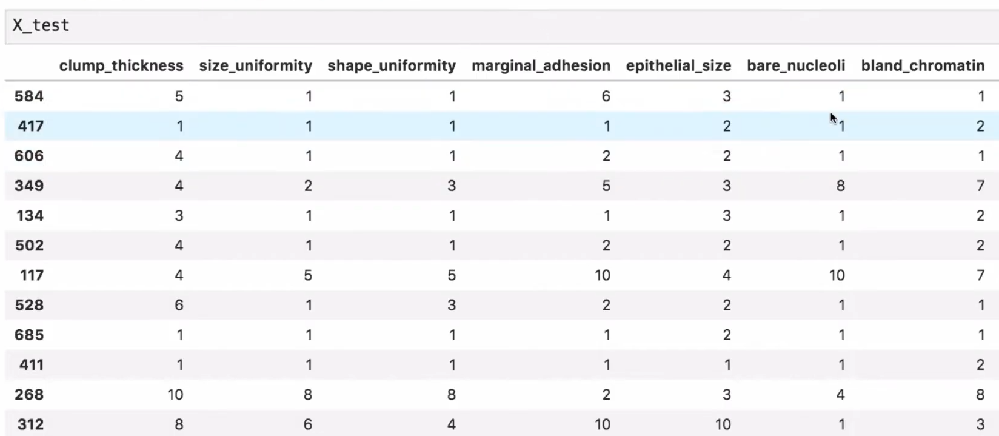 X_test
clump_thickness size_uniformity shape_uniformity marginal_adhesion epithelial_size bare_nucleoli bland_chromatin
584 5 1 1 6 3 1 1
417 1 1 1 1 2 1 2
606 4 1 1 2 2 1 1
349 4 2 3 5 3 8 7
134 3 1 1 1 3 1 2
502 4 1 1 2 2 1 2
117 4 5 5 10 4 10 7
528 6 1 3 2 2 1 1
685 1 1 1 1 2 1 1
411 1 1 1 1 1 1 2
268 10 8 8 2 3 4 8
312 8 6 4 10 10 1 3